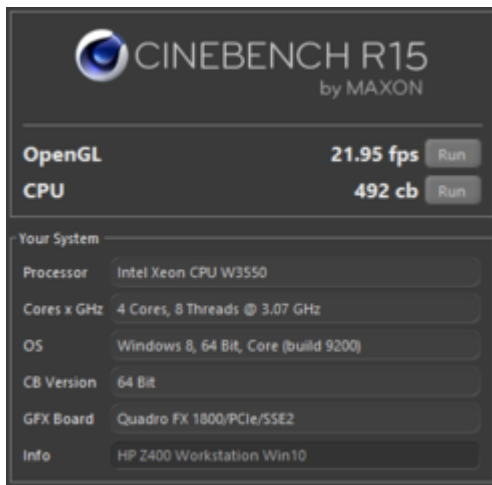 CINEBENCH R15
by MAXON
OpenGL 21.95 fps Run
CPU 492 cb Run
Your System
Processor Intel Xeon CPU W3550
Cores x GHz 4 Cores, 8 Threads @ 3.07 GHz
OS Windows 8, 64 Bit, Core (build 9200)
CB Version 64 Bit
GFX Board Quadro FX 1800/PCIe/SSE2
Info HP Z400 Workstation Win10